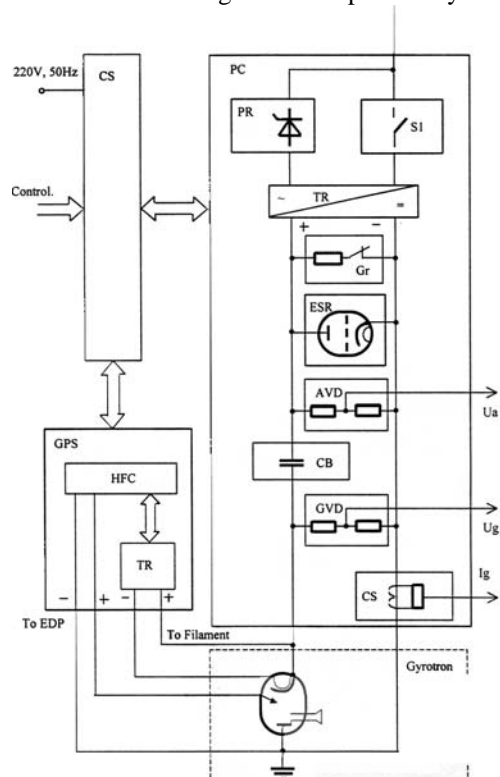 220V, 50Hz
CS
PC
PR
S1
Control.
~ TR =
+ −
Gr
ESR
AVD
Ua
GPS
HFC
CB
GVD
Ug
TR
Ig
CS
− + − +
To EDP
To Filament
Gyrotron